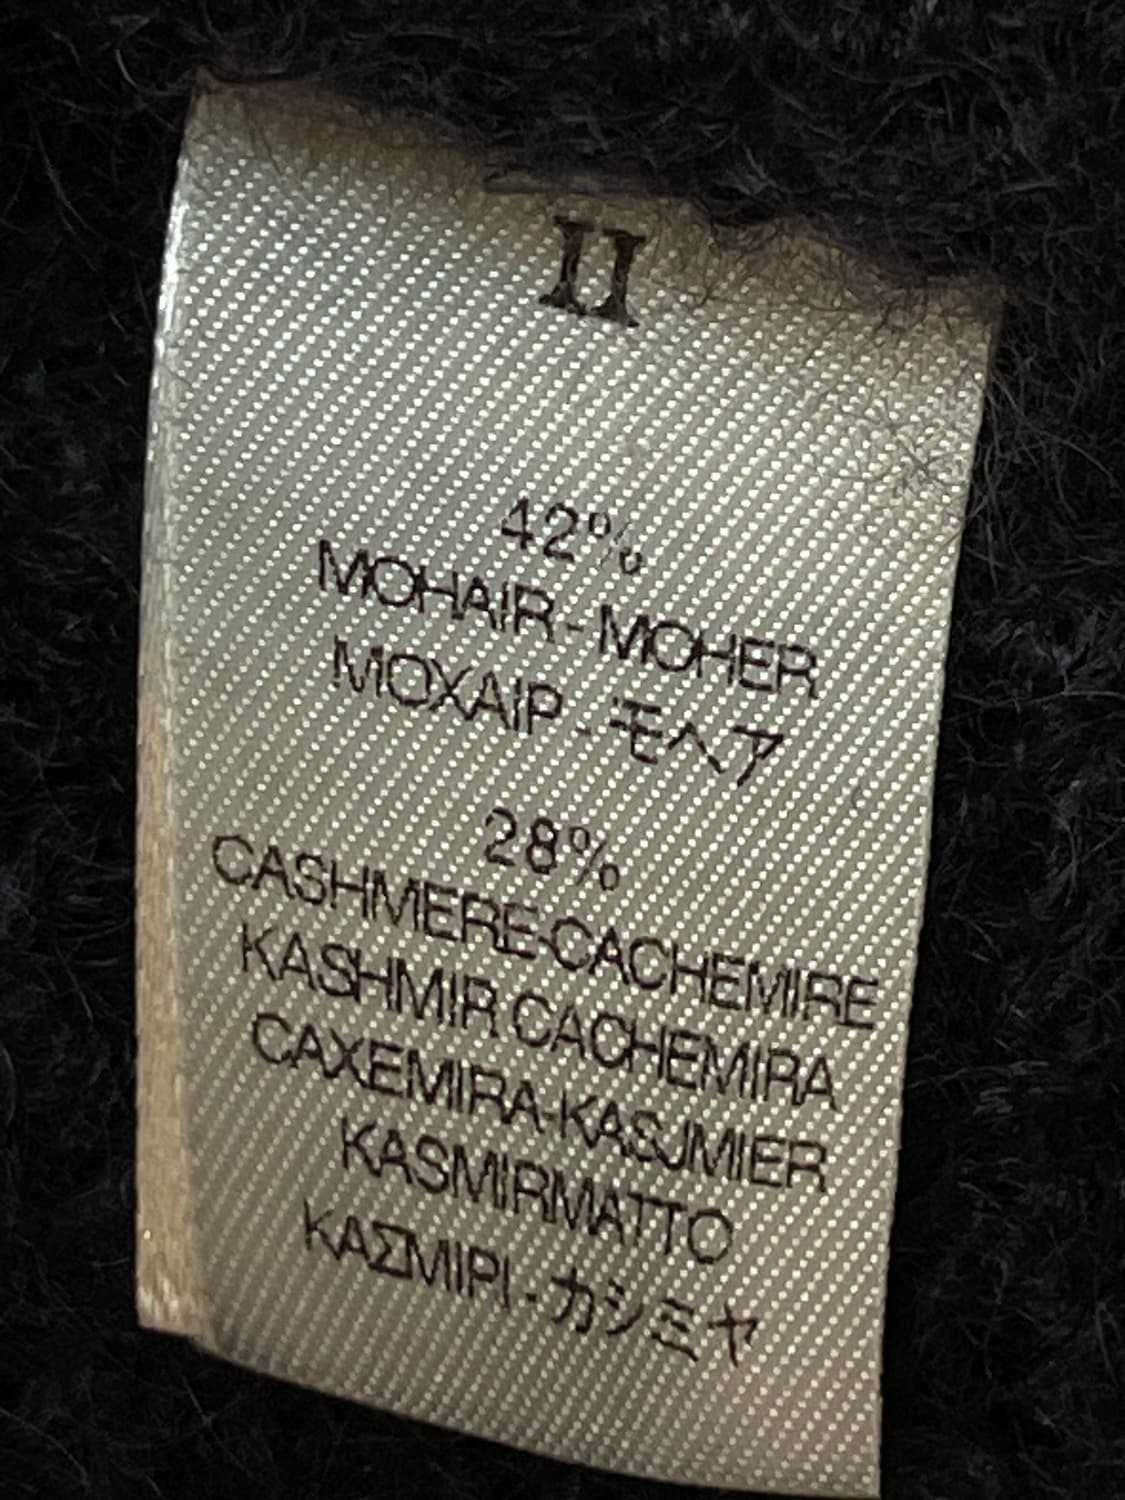 II
42%
MOHAIR - MOHER
MOXAIP - モヘア
28%
CASHMERE-CACHEMIRE
KASHMIR CACHEMIRA
CAXEMIRA-KASJMIER
KASMIRMATTO
ΚΑΣΜΙΡΙ - カシミヤ